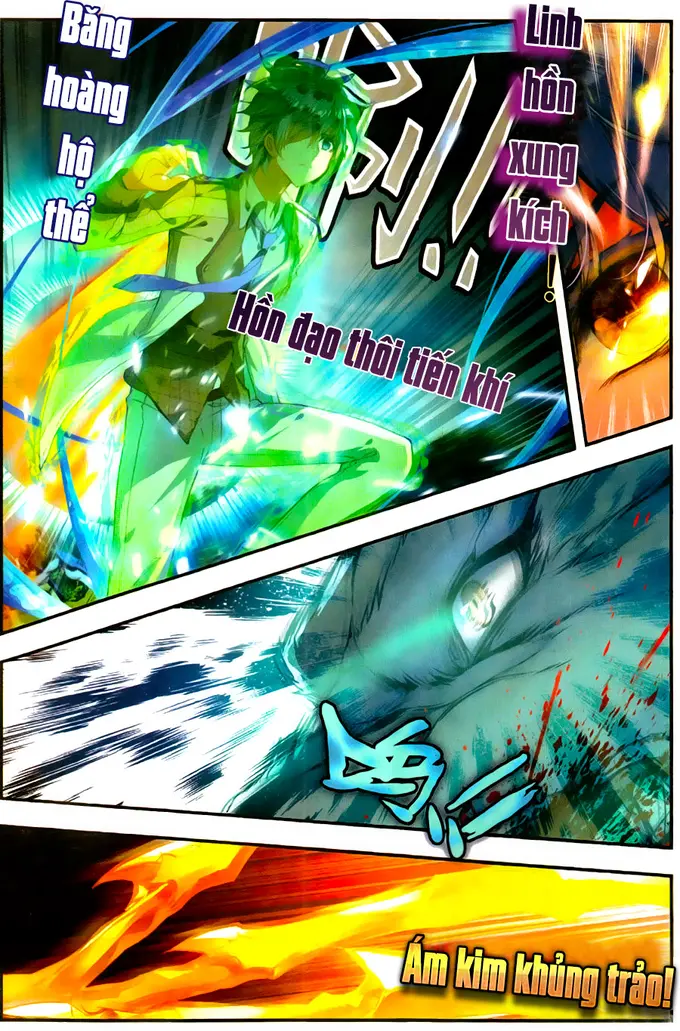 Băng
hoàng
hộ
thể
Linh
hồn
xung
kích
!
Hồn đạo thôi tiến khí
Ám kim khủng trảo!